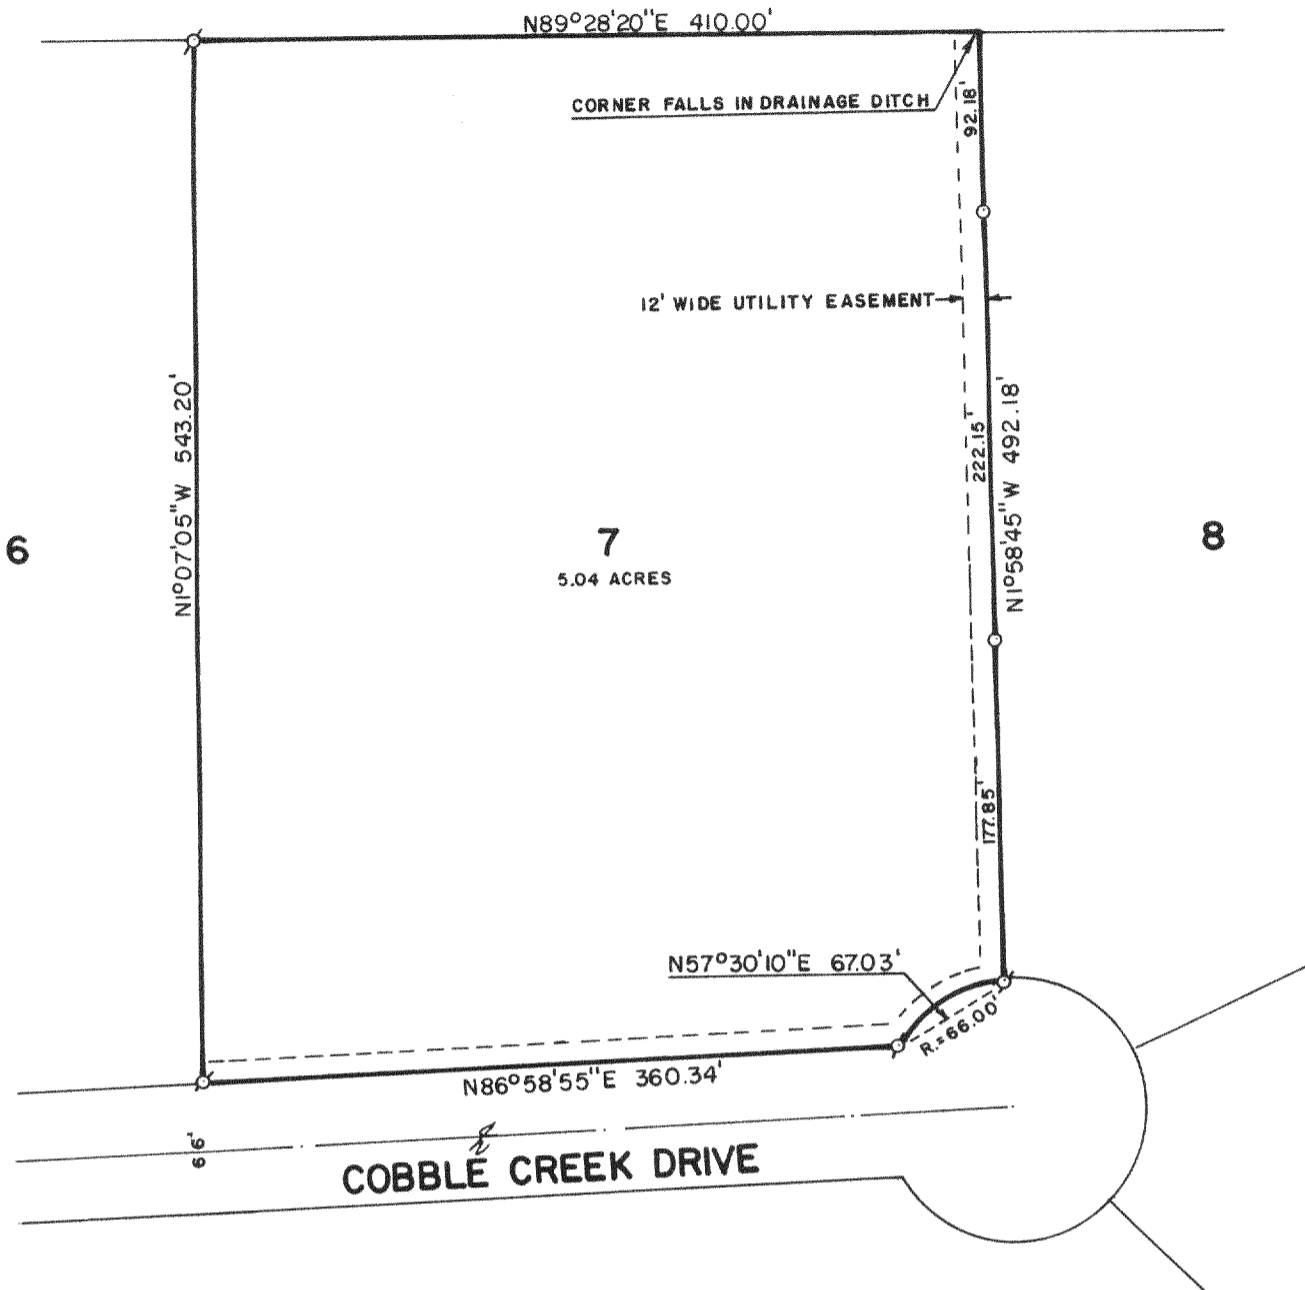 N89°28'20"E 410.00'
CORNER FALLS IN DRAINAGE DITCH
92.18'
12' WIDE UTILITY EASEMENT
N1°07'05"W 543.20'
222.15'
N1°58'45"W 492.18'
6
7
5.04 ACRES
8
177.85'
N57°30'10"E 67.03'
R.=66.00'
N86°58'55"E 360.34'
66'
COBBLE CREEK DRIVE